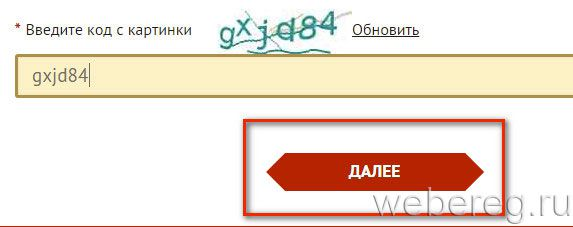 * Введите код с картинки gxjd84 Обновить
gxjd84
ДАЛЕЕ
webereg.ru